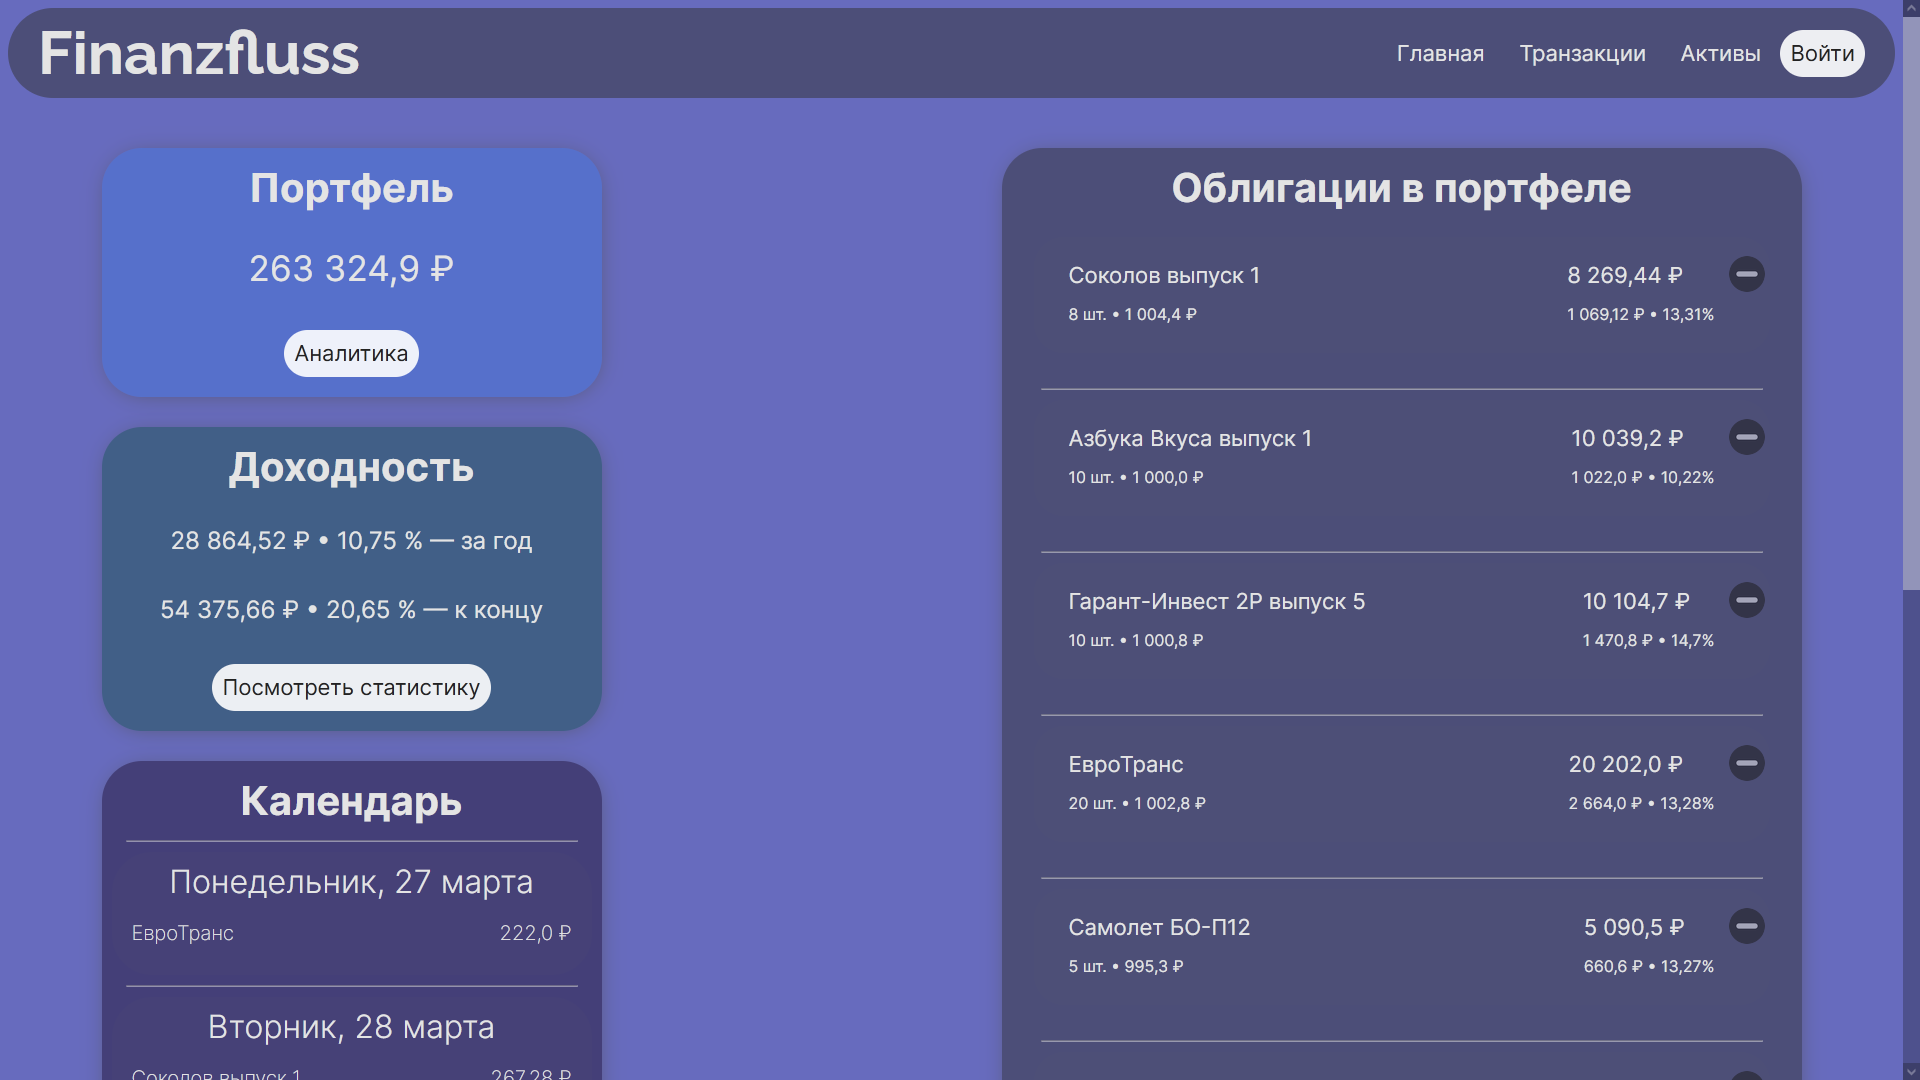 Finanzfluss
Главная
Транзакции
Активы
Войти
Портфель
263 324,9 ₽
Аналитика
Доходность
28 864,52 ₽ • 10,75 % — за год
54 375,66 ₽ • 20,65 % — к концу
Посмотреть статистику
Календарь
Понедельник, 27 марта
ЕвроТранс 222,0 ₽
Вторник, 28 марта
Соколов выпуск 1 267,28 ₽
Облигации в портфеле
Соколов выпуск 1 8 269,44 ₽
8 шт. • 1 004,4 ₽ 1 069,12 ₽ • 13,31%
Азбука Вкуса выпуск 1 10 039,2 ₽
10 шт. • 1 000,0 ₽ 1 022,0 ₽ • 10,22%
Гарант-Инвест 2Р выпуск 5 10 104,7 ₽
10 шт. • 1 000,8 ₽ 1 470,8 ₽ • 14,7%
ЕвроТранс 20 202,0 ₽
20 шт. • 1 002,8 ₽ 2 664,0 ₽ • 13,28%
Самолет БО-П12 5 090,5 ₽
5 шт. • 995,3 ₽ 660,6 ₽ • 13,27%